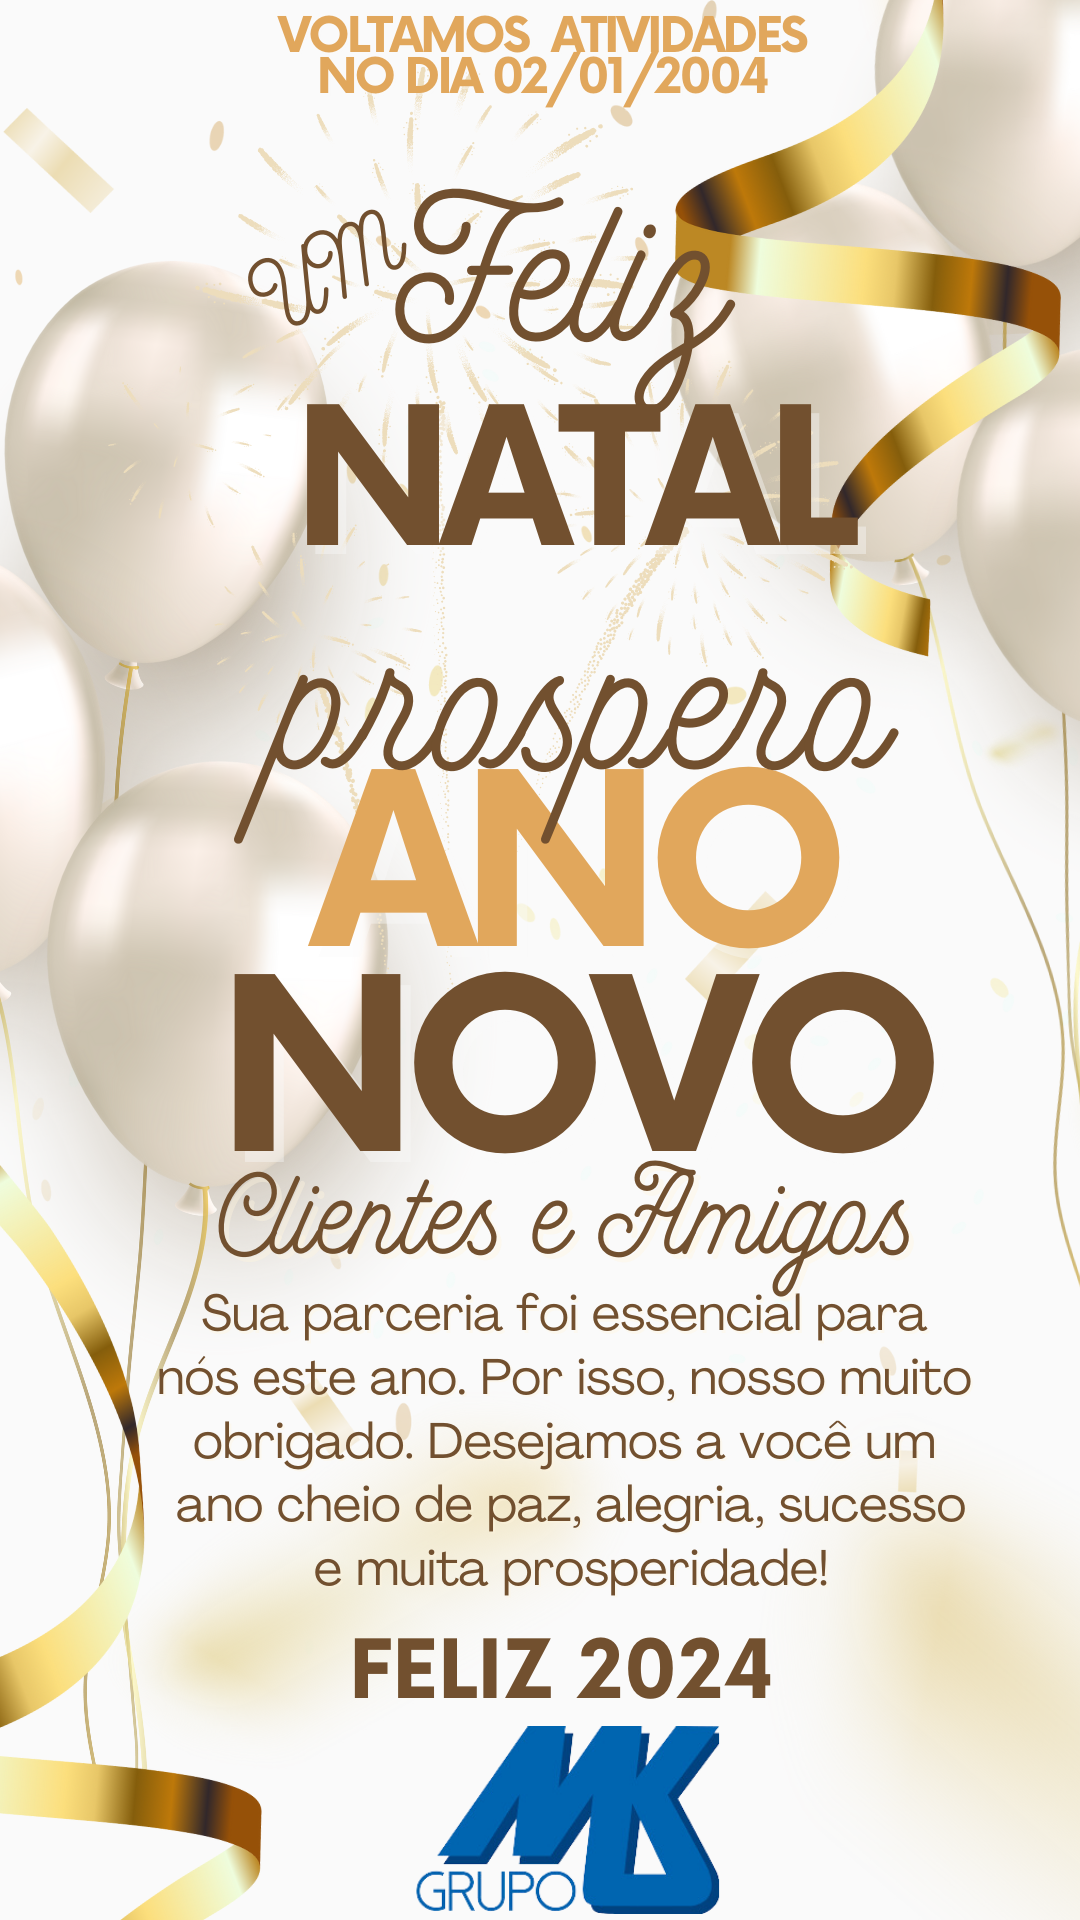 VOLTAMOS ATIVIDADES
NO DIA 02/01/2004
UM Feliz
NATAL
prospero
ANO
NOVO
Clientes e Amigos
Sua parceria foi essencial para
nós este ano. Por isso, nosso muito
obrigado. Desejamos a você um
ano cheio de paz, alegria, sucesso
e muita prosperidade!
FELIZ 2024
MKS
GRUPO